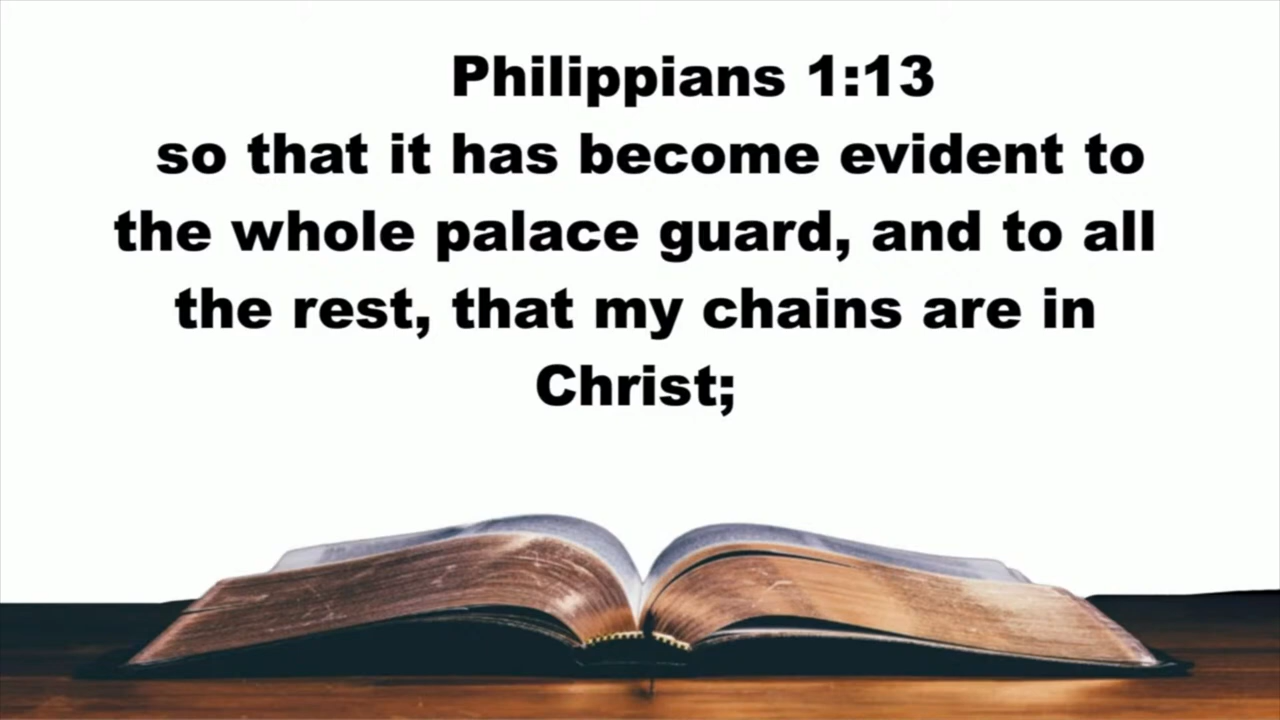 Philippians 1:13
so that it has become evident to
the whole palace guard, and to all
the rest, that my chains are in
Christ;